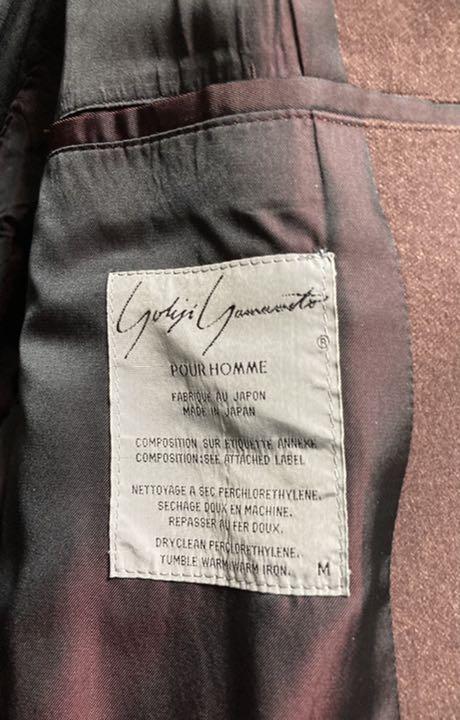 Yohji Yamamoto
®
POUR HOMME
FABRIQUE AU JAPON
MADE IN JAPAN
COMPOSITION SUR ETIQUETTE ANNEXE
COMPOSITION:SEE ATTACHED LABEL
NETTOYAGE A SEC PERCHLORETHYLENE.
SECHAGE DOUX EN MACHINE.
REPASSER AU FER DOUX.
DRYCLEAN PERCLORETHYLENE.
TUMBLE WARM/WARM IRON. M